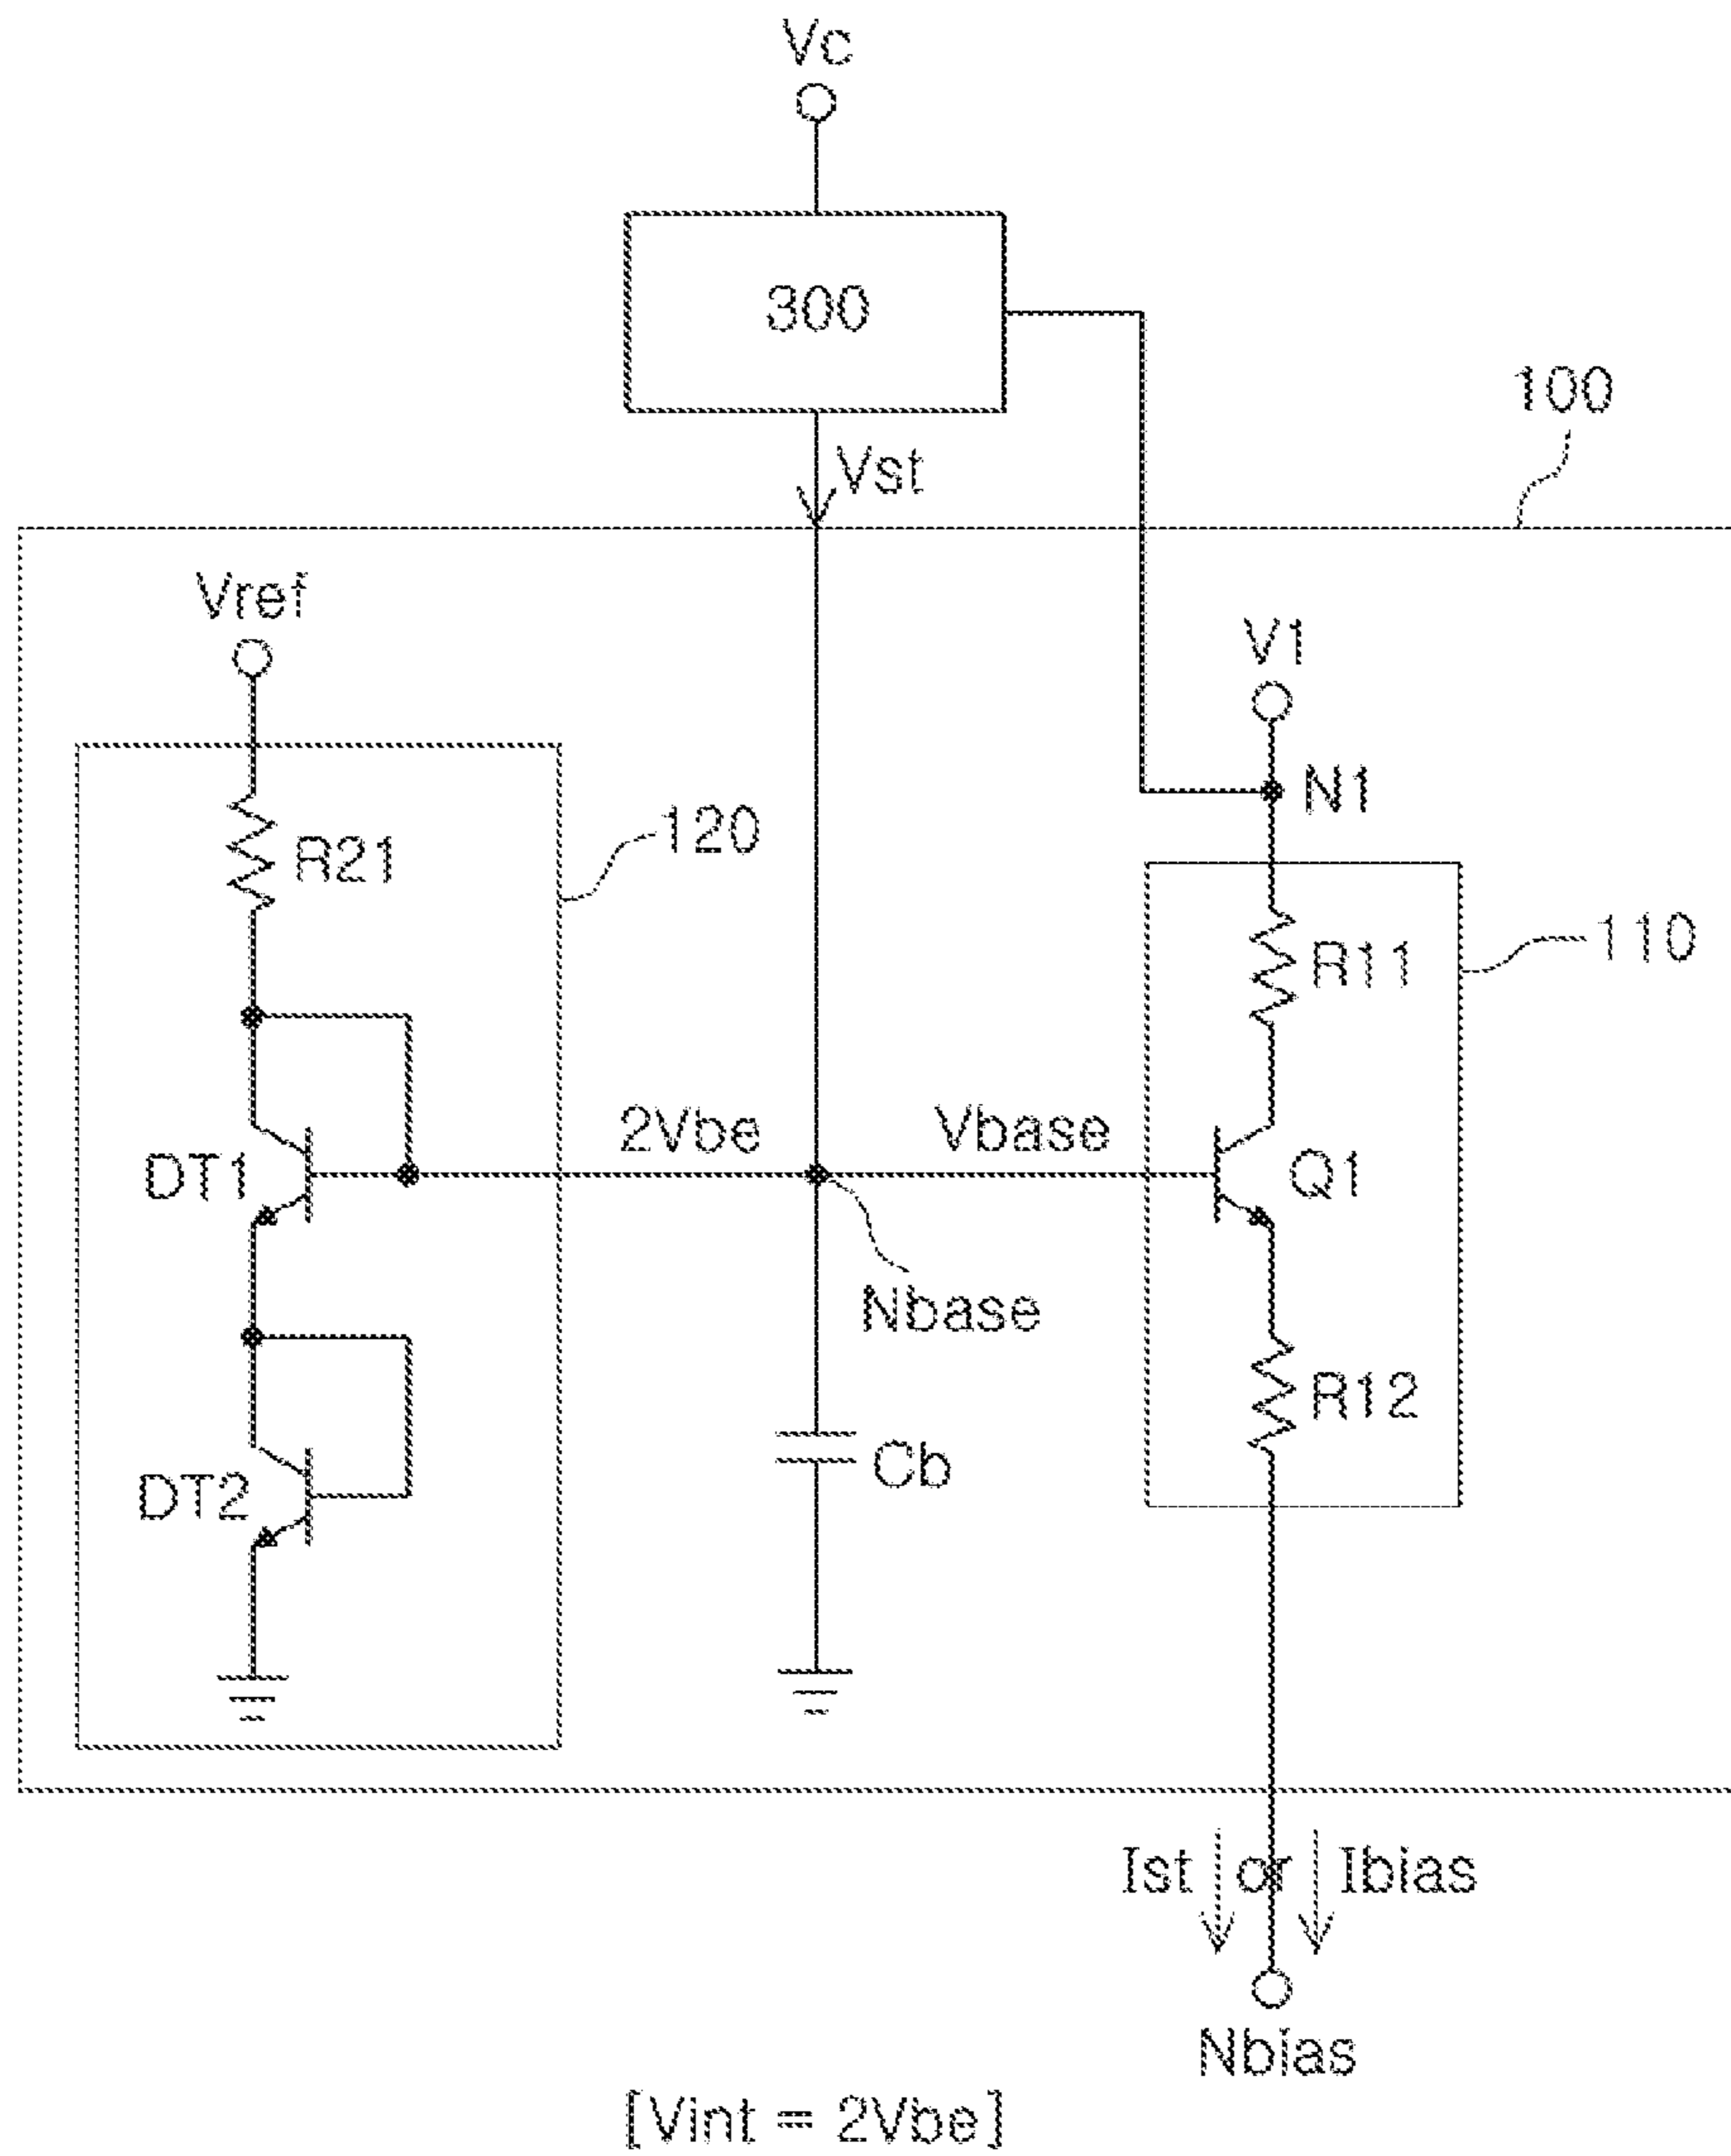 Vc
300
100
Vst
Vref
V1
N1
R21
120
R11
110
2Vbe
Vbase
DT1
Q1
Nbase
R12
Cb
DT2
Ist or Ibias
Nbias
[Vint = 2Vbe]